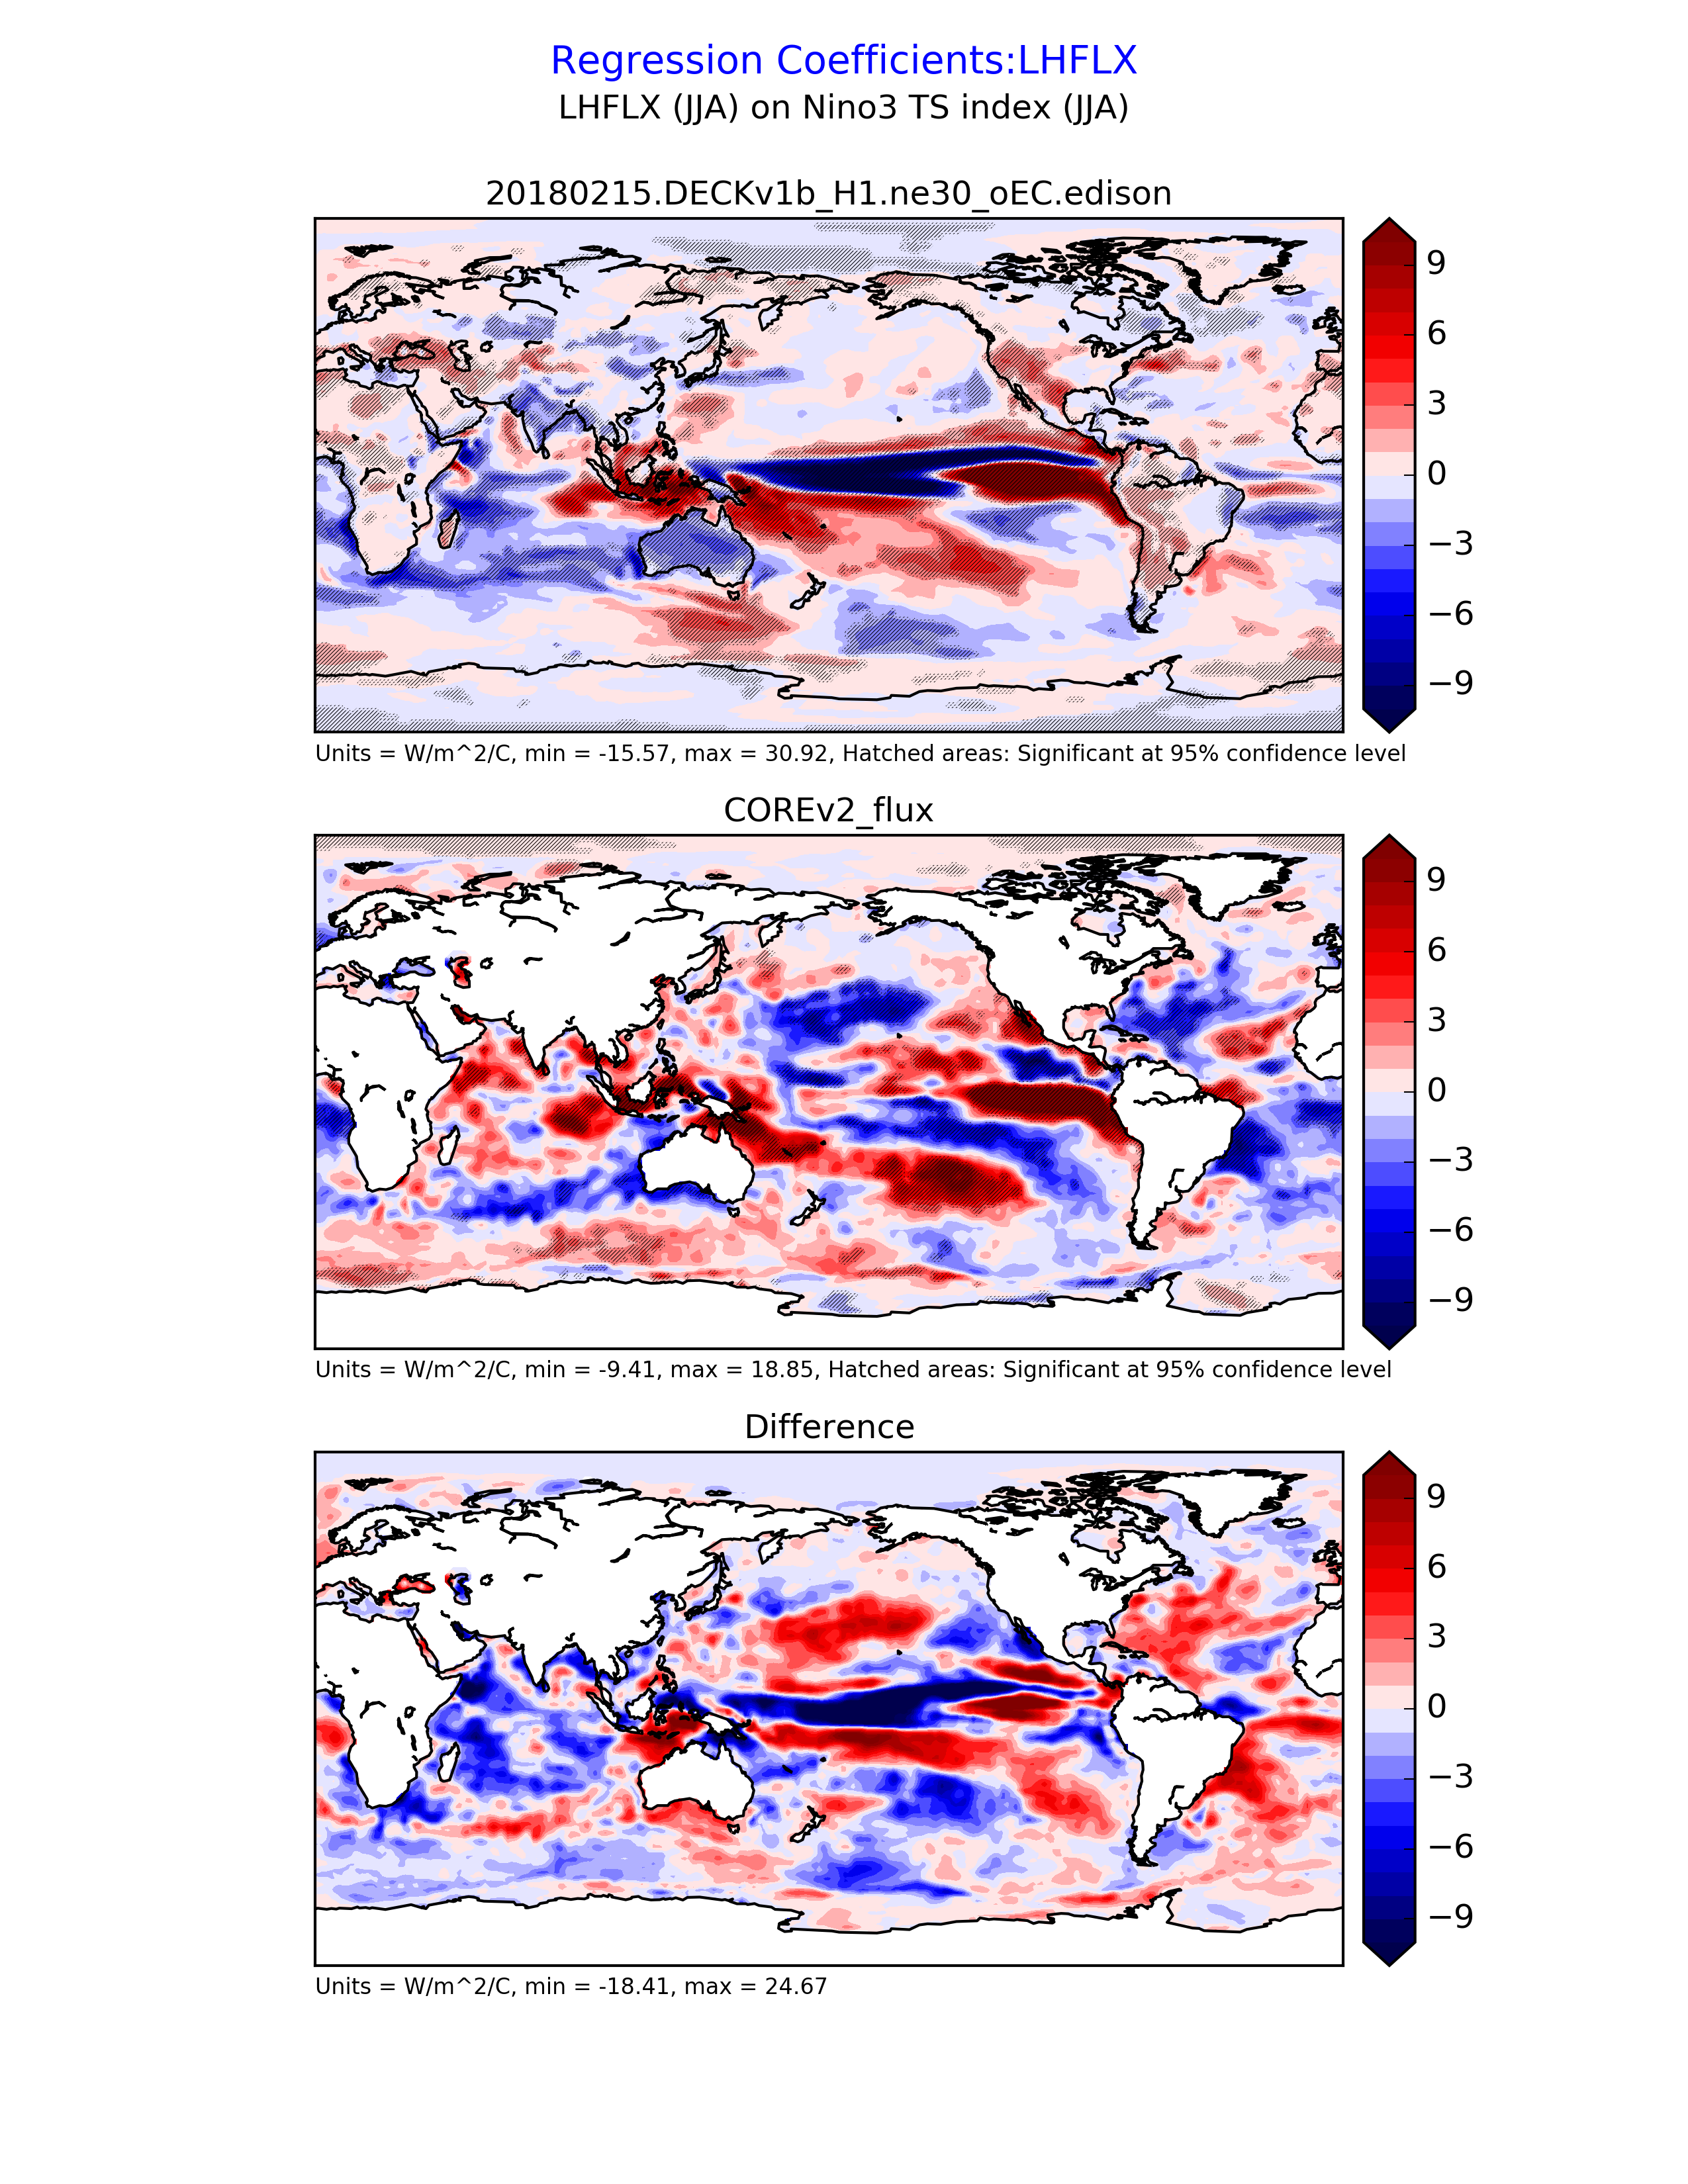 Regression Coefficients:LHFLX
LHFLX (JJA) on Nino3 TS index (JJA)
20180215.DECKv1b_H1.ne30_oEC.edison
9
6
3
0
−3
−6
−9
Units = W/m^2/C, min = -15.57, max = 30.92, Hatched areas: Significant at 95% confidence level
COREv2_flux
9
6
3
0
−3
−6
−9
Units = W/m^2/C, min = -9.41, max = 18.85, Hatched areas: Significant at 95% confidence level
Difference
9
6
3
0
−3
−6
−9
Units = W/m^2/C, min = -18.41, max = 24.67